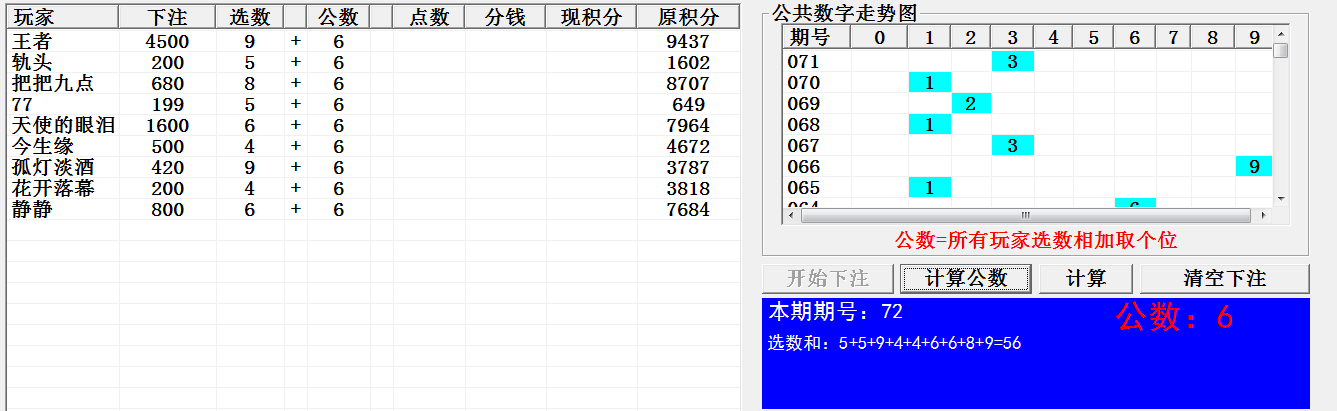 玩家 下注 选数 公数 点数 分钱 现积分 原积分
王者 4500 9 + 6 9437
轨头 200 5 + 6 1602
把把九点 680 8 + 6 8707
77 199 5 + 6 649
天使的眼泪 1600 6 + 6 7964
今生缘 500 4 + 6 4672
孤灯淡酒 420 9 + 6 3787
花开落幕 200 4 + 6 3818
静静 800 6 + 6 7684
公共数字走势图
期号 0 1 2 3 4 5 6 7 8 9
071 3
070 1
069 2
068 1
067 3
066 9
065 1
064 6
公数=所有玩家选数相加取个位
开始下注 计算公数 计算 清空下注
本期期号：72 公数：6
选数和：5+5+9+4+4+6+6+8+9=56